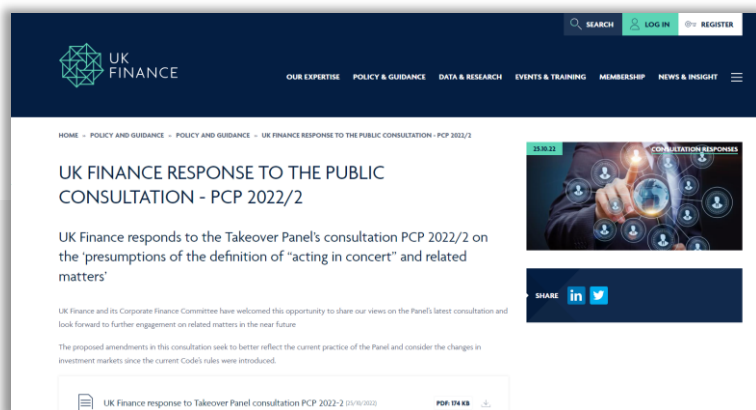 SEARCH
LOG IN
REGISTER
UK
FINANCE
OUR EXPERTISE
POLICY & GUIDANCE
DATA & RESEARCH
EVENTS & TRAINING
MEMBERSHIP
NEWS & INSIGHT
HOME - POLICY AND GUIDANCE - POLICY AND GUIDANCE - UK FINANCE RESPONSE TO THE PUBLIC CONSULTATION - PCP 2022/2
UK FINANCE RESPONSE TO THE PUBLIC
CONSULTATION - PCP 2022/2
UK Finance responds to the Takeover Panel's consultation PCP 2022/2 on
the 'presumptions of the definition of "acting in concert" and related
matters'
UK Finance and its Corporate Finance Committee have welcomed this opportunity to share our views on the Panel's latest consultation and
look forward to further engagement on related matters in the near future
The proposed amendments in this consultation seek to better reflect the current practice of the Panel and consider the changes in
investment markets since the current Code's rules were introduced.
UK Finance response to Takeover Panel consultation PCP 2022-2 (25/10/2022)
PDF: 174 KB
25.10.22
CONSULTATION RESPONSES
SHARE
in